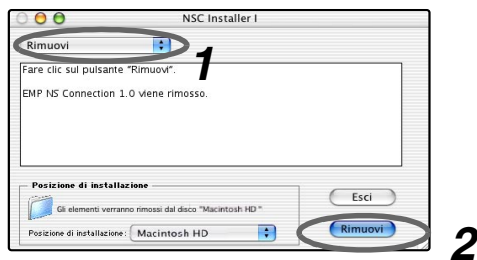 NSC Installer I
Rimuovi
1
Fare clic sul pulsante "Rimuovi".
EMP NS Connection 1.0 viene rimosso.
Posizione di installazione
Gli elementi verranno rimossi dal disco "Macintosh HD "
Posizione di installazione: Macintosh HD
Esci
Rimuovi
2